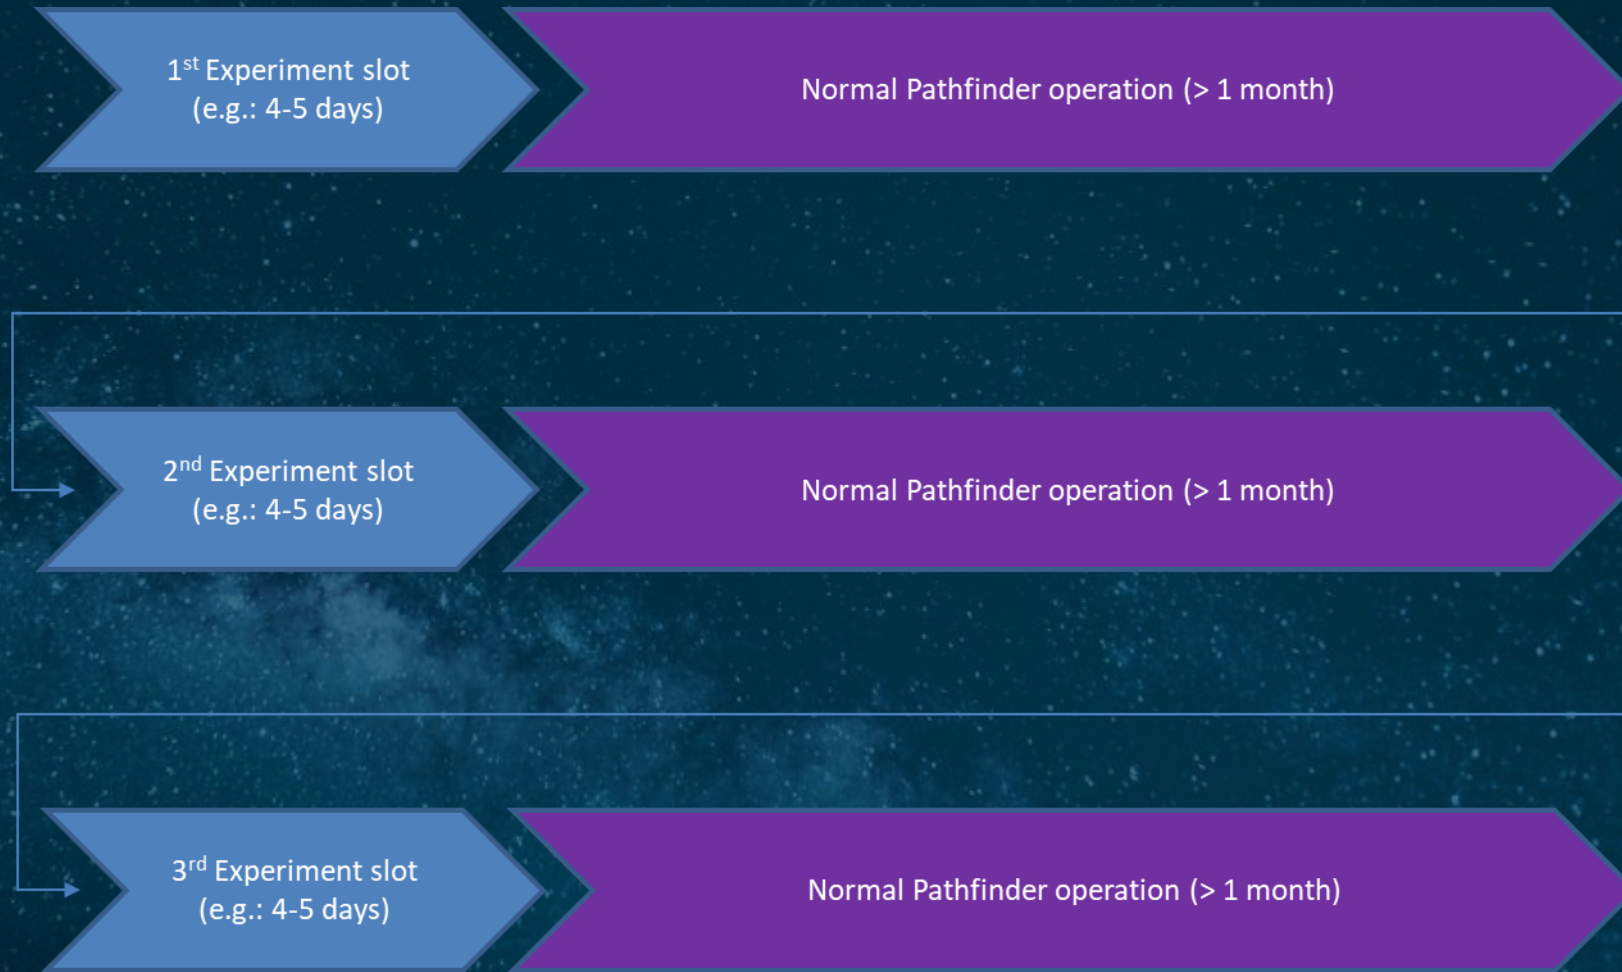 1st Experiment slot
(e.g.: 4-5 days)
Normal Pathfinder operation (> 1 month)
2nd Experiment slot
(e.g.: 4-5 days)
Normal Pathfinder operation (> 1 month)
3rd Experiment slot
(e.g.: 4-5 days)
Normal Pathfinder operation (> 1 month)